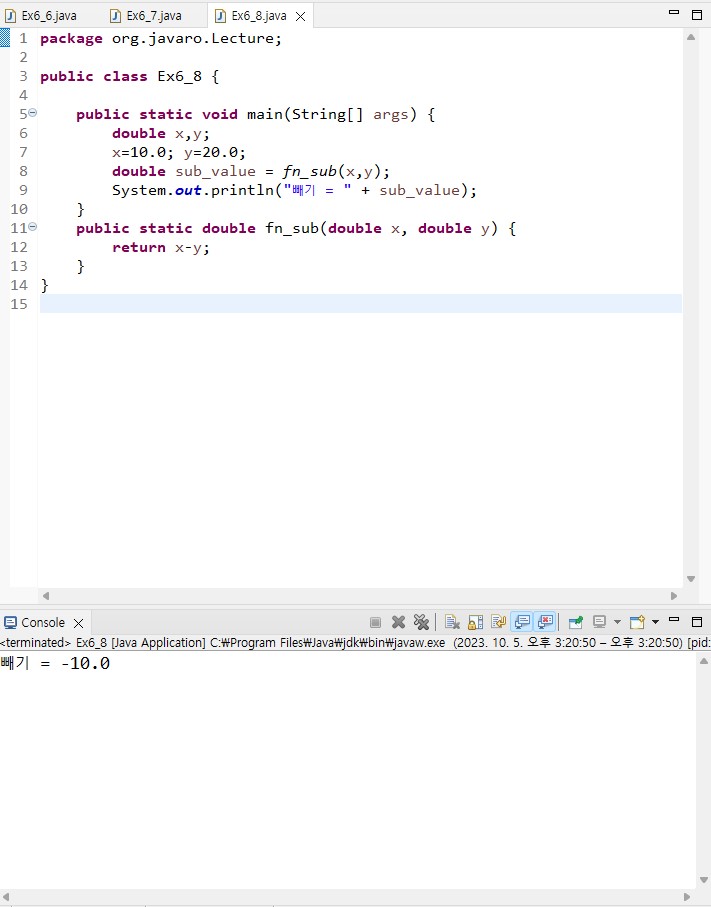 Ex6_6.java Ex6_7.java Ex6_8.java
1 package org.javaro.Lecture;
2
3 public class Ex6_8 {
4
5 public static void main(String[] args) {
6 double x,y;
7 x=10.0; y=20.0;
8 double sub_value = fn_sub(x,y);
9 System.out.println("빼기 = " + sub_value);
10 }
11 public static double fn_sub(double x, double y) {
12 return x-y;
13 }
14 }
15
Console
<terminated> Ex6_8 [Java Application] C:₩Program Files₩Java₩jdk₩bin₩javaw.exe (2023. 10. 5. 오후 3:20:50 – 오후 3:20:50) [pid:
빼기 = -10.0